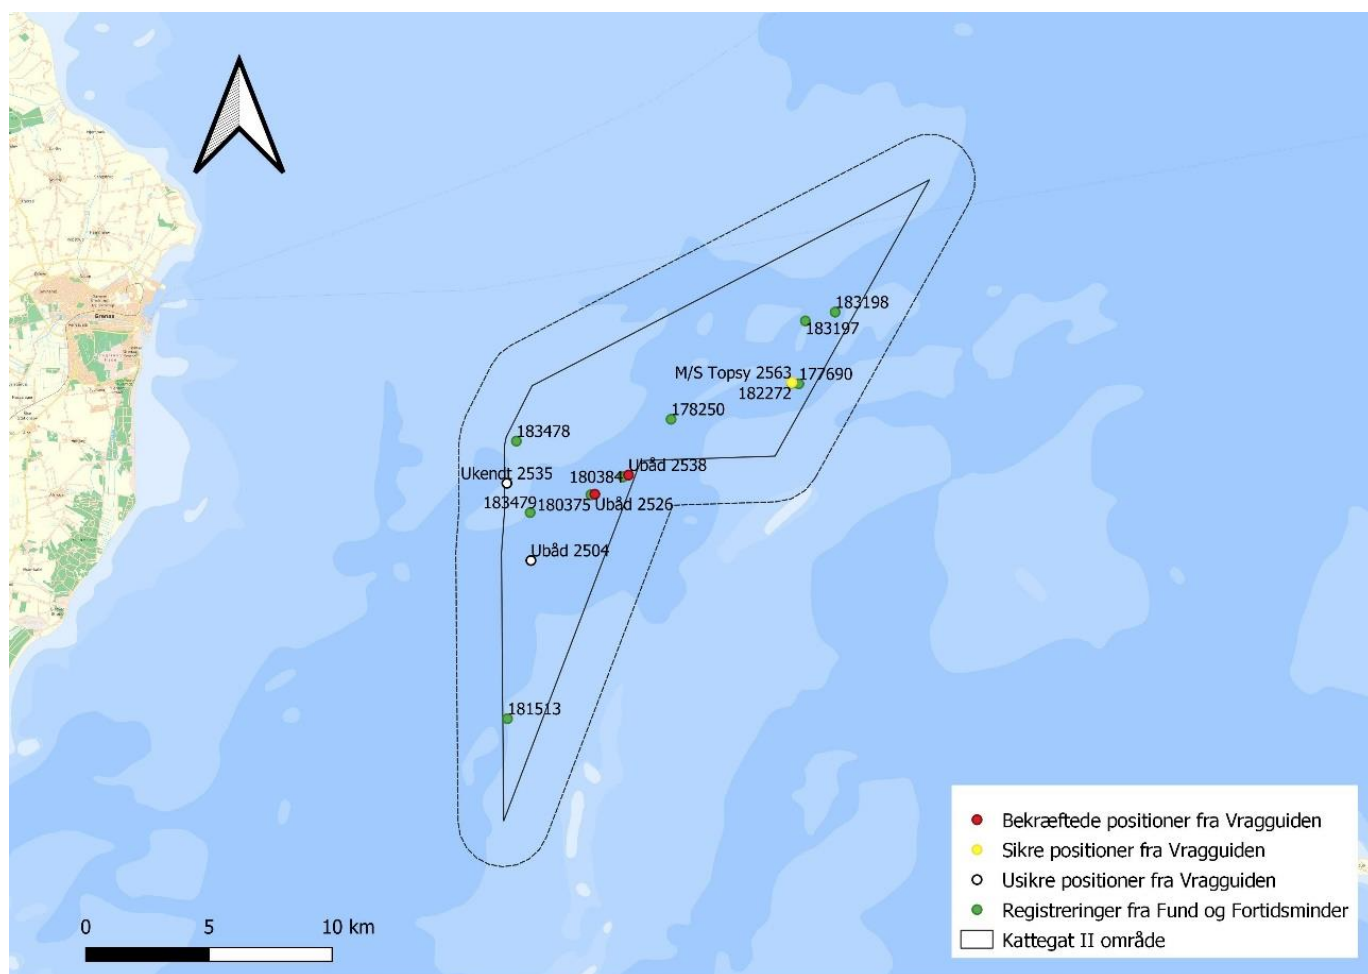 Grenaa
183198
183197
M/S Topsy 2563
177690
182272
178250
183478
Ukendt 2535
180384
Ubåd 2538
183479
180375
Ubåd 2526
Ubåd 2504
181513
Bekræftede positioner fra Vragguiden
Sikre positioner fra Vragguiden
Usikre positioner fra Vragguiden
Registreringer fra Fund og Fortidsminder
Kattegat II område
0 5 10 km